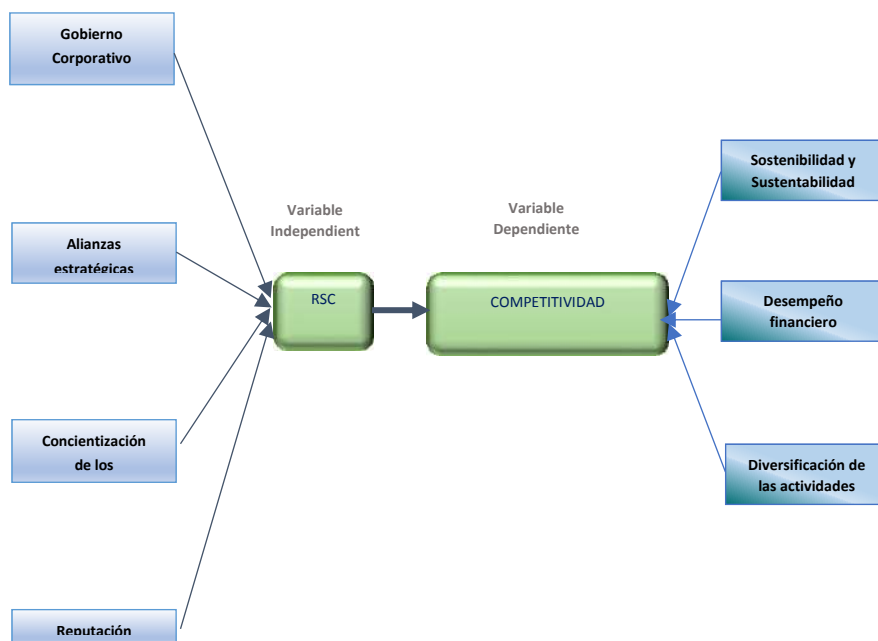 Gobierno
Corporativo
Alianzas
estratégicas
Concientización
de los
Reputación
Variable
Independient
RSC
Variable
Dependiente
COMPETITIVIDAD
Sostenibilidad y
Sustentabilidad
Desempeño
financiero
Diversificación de
las actividades